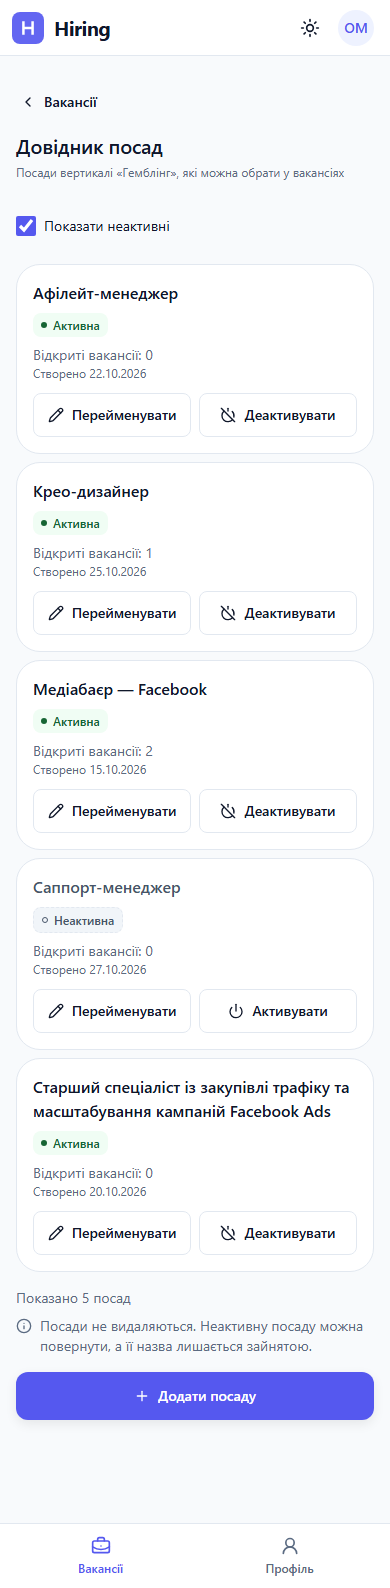 H Hiring
OM
Вакансії
Довідник посад
Посади вертикалі «Гемблінг», які можна обрати у вакансіях
Показати неактивні
Афілейт-менеджер
Активна
Відкриті вакансії: 0
Створено 22.10.2026
Перейменувати Деактивувати
Крео-дизайнер
Активна
Відкриті вакансії: 1
Створено 25.10.2026
Перейменувати Деактивувати
Медіабаєр — Facebook
Активна
Відкриті вакансії: 2
Створено 15.10.2026
Перейменувати Деактивувати
Саппорт-менеджер
Неактивна
Відкриті вакансії: 0
Створено 27.10.2026
Перейменувати Активувати
Старший спеціаліст із закупівлі трафіку та
масштабування кампаній Facebook Ads
Активна
Відкриті вакансії: 0
Створено 20.10.2026
Перейменувати Деактивувати
Показано 5 посад
Посади не видаляються. Неактивну посаду можна
повернути, а її назва лишається зайнятою.
Додати посаду
Вакансії Профіль